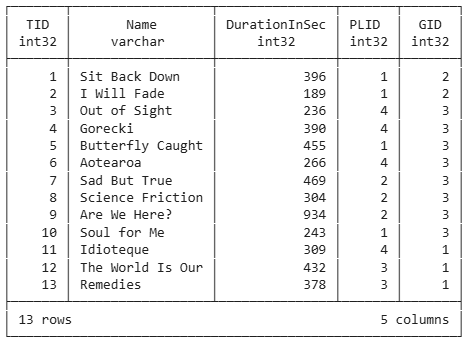 TID Name DurationInSec PLID GID
int32 varchar int32 int32 int32
1 Sit Back Down 396 1 2
2 I Will Fade 189 1 2
3 Out of Sight 236 4 3
4 Gorecki 390 4 3
5 Butterfly Caught 455 1 3
6 Aotearoa 266 4 3
7 Sad But True 469 2 3
8 Science Friction 304 2 3
9 Are We Here? 934 2 3
10 Soul for Me 243 1 3
11 Idioteque 309 4 1
12 The World Is Our 432 3 1
13 Remedies 378 3 1
13 rows 5 columns